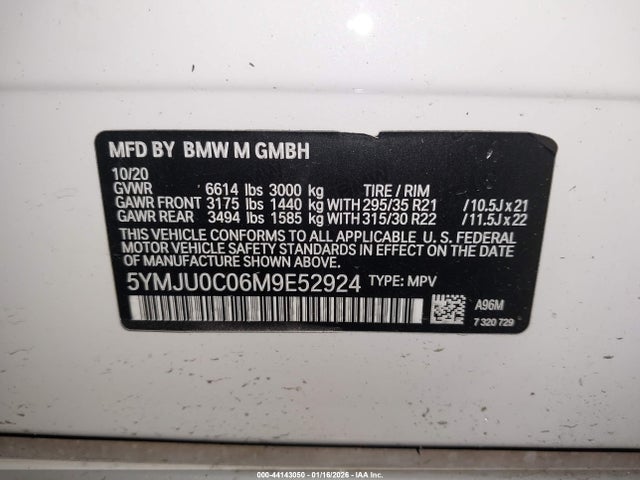 MFD BY BMW M GMBH
10/20
GVWR 6614 lbs 3000 kg TIRE / RIM
GAWR FRONT 3175 lbs 1440 kg WITH 295/35 R21 /10.5J x 21
GAWR REAR 3494 lbs 1585 kg WITH 315/30 R22 /11.5J x 22
THIS VEHICLE CONFORMS TO ALL APPLICABLE U. S. FEDERAL
MOTOR VEHICLE SAFETY STANDARDS IN EFFECT ON THE DATE
OF MANUFACTURE SHOWN ABOVE.
5YMJU0C06M9E52924 TYPE: MPV
A96M
7 320 729
000-44143050 - 01/16/2026 - IAA Inc.